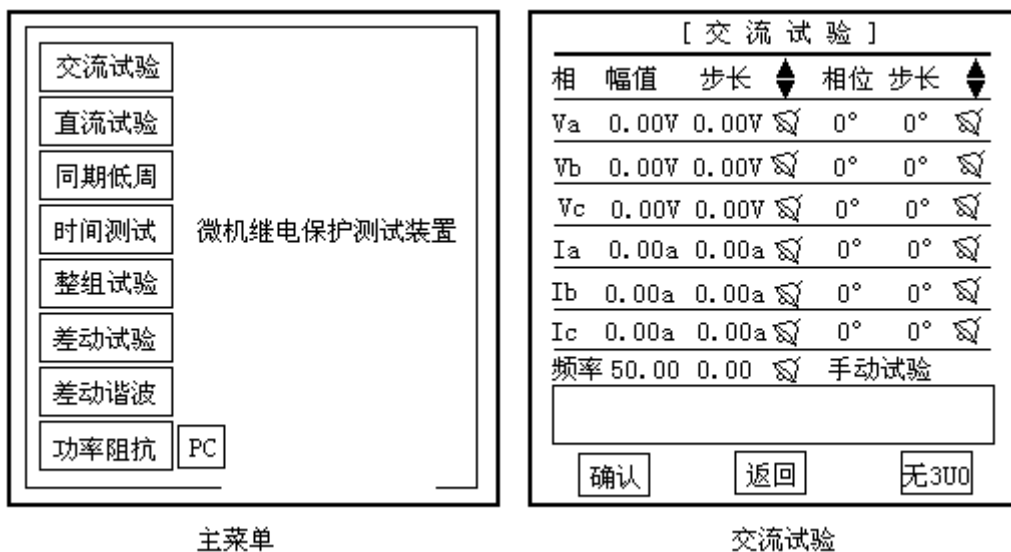 交流试验
直流试验
同期低周
时间测试
微机继电保护测试装置
整组试验
差动试验
差动谐波
功率阻抗 PC
主菜单
[ 交 流 试 验 ]
相 幅值 步长 相位 步长
Va 0.00V 0.00V 0° 0°
Vb 0.00V 0.00V 0° 0°
Vc 0.00V 0.00V 0° 0°
Ia 0.00a 0.00a 0° 0°
Ib 0.00a 0.00a 0° 0°
Ic 0.00a 0.00a 0° 0°
频率 50.00 0.00 手动试验
确认 返回 无3U0
交流试验